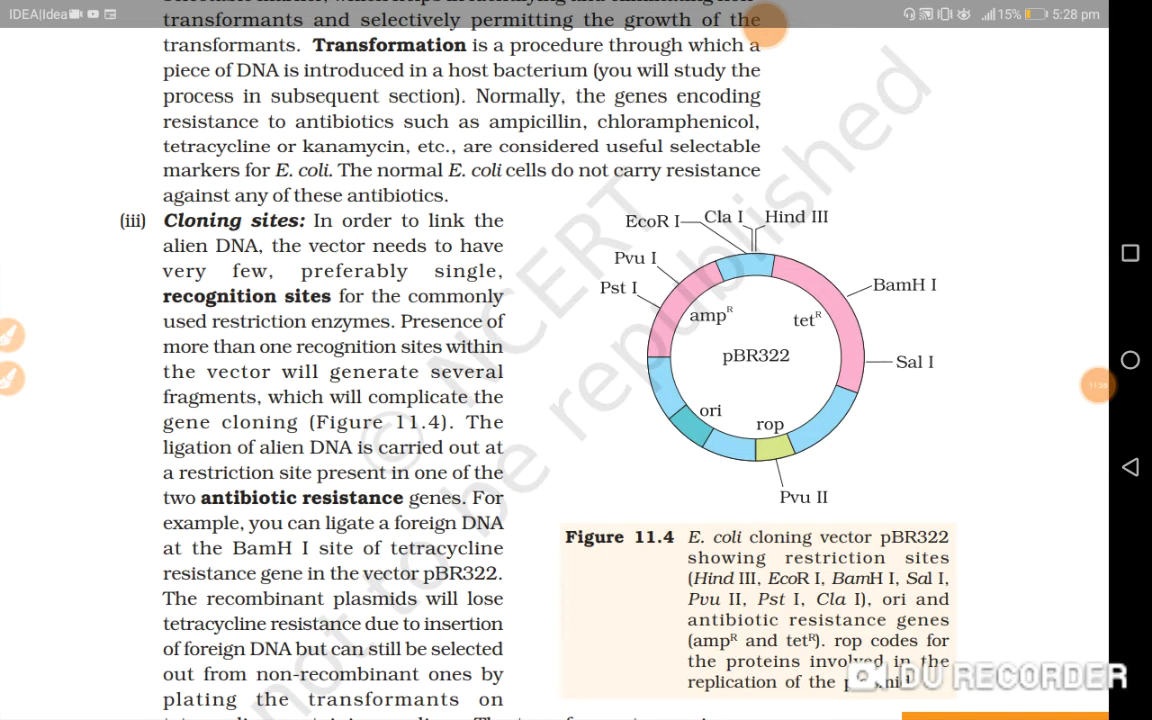 IDEA|Idea
15% 5:28 pm
transformants and selectively permitting the growth of the
transformants. Transformation is a procedure through which a
piece of DNA is introduced in a host bacterium (you will study the
process in subsequent section). Normally, the genes encoding
resistance to antibiotics such as ampicillin, chloramphenicol,
tetracycline or kanamycin, etc., are considered useful selectable
markers for E. coli. The normal E. coli cells do not carry resistance
against any of these antibiotics.
(iii) Cloning sites: In order to link the
alien DNA, the vector needs to have
very few, preferably single,
recognition sites for the commonly
used restriction enzymes. Presence of
more than one recognition sites within
the vector will generate several
fragments, which will complicate the
gene cloning (Figure 11.4). The
ligation of alien DNA is carried out at
a restriction site present in one of the
two antibiotic resistance genes. For
example, you can ligate a foreign DNA
at the BamH I site of tetracycline
resistance gene in the vector pBR322.
The recombinant plasmids will lose
tetracycline resistance due to insertion
of foreign DNA but can still be selected
out from non-recombinant ones by
plating the transformants on
EcoR I Cla I Hind III
Pvu I
Pst I
BamH I
ampR
tetR
pBR322
Sal I
ori
rop
Pvu II
Figure 11.4 E. coli cloning vector pBR322
showing restriction sites
(Hind III, EcoR I, BamH I, Sal I,
Pvu II, Pst I, Cla I), ori and
antibiotic resistance genes
(ampR and tetR). rop codes for
the proteins involved in the
replication of the
DU RECORDER
© NCERT
not to be republished